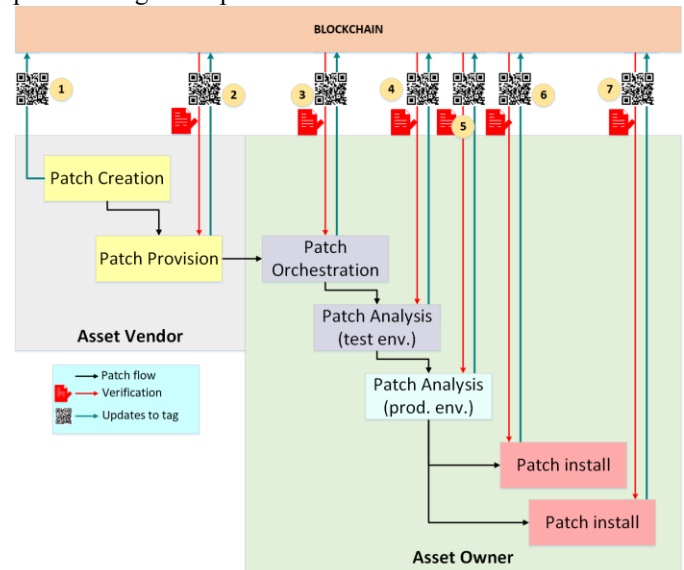 BLOCKCHAIN
1
2
3
4
5
6
7
Patch Creation
Patch Provision
Patch
Orchestration
Patch Analysis
(test env.)
Asset Vendor
Patch flow
Verification
Updates to tag
Patch Analysis
(prod. env.)
Patch install
Patch install
Asset Owner